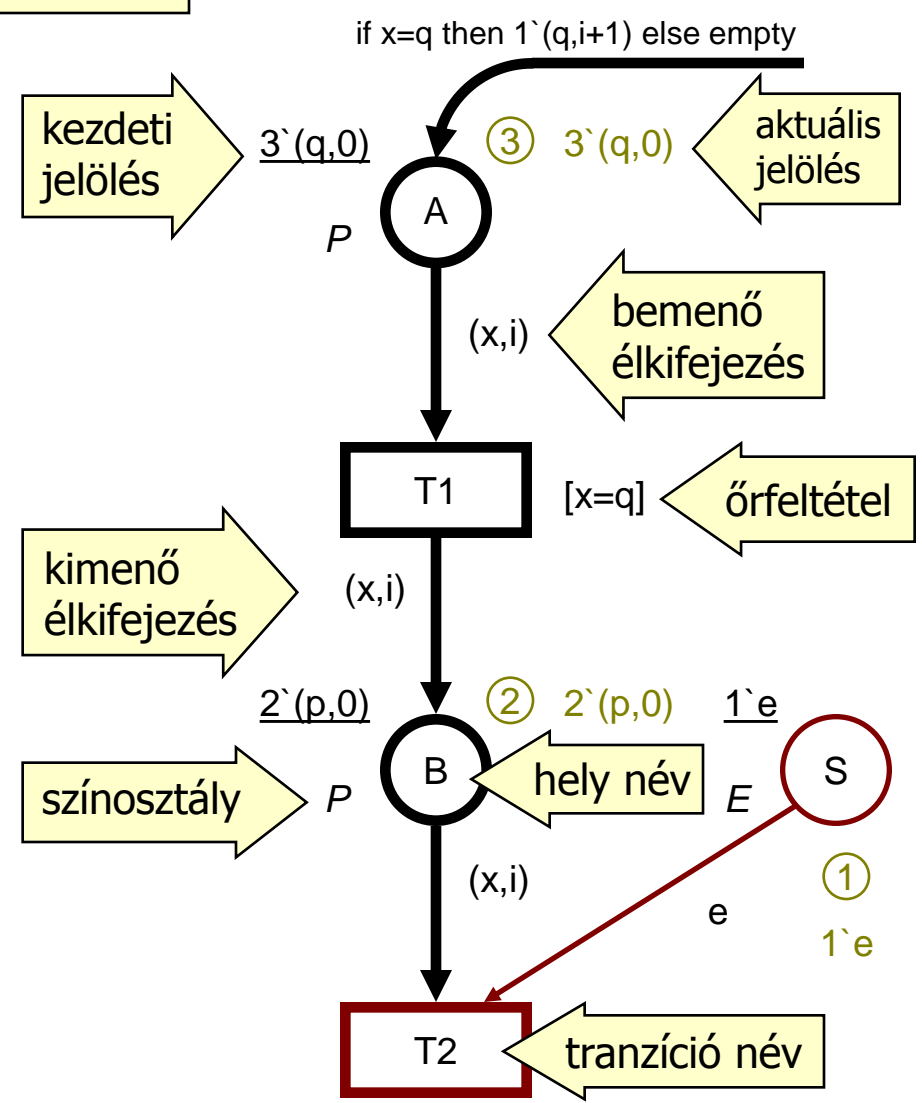 if x=q then 1`(q,i+1) else empty
kezdeti
jelölés
3`(q,0)
3
3`(q,0)
aktuális
jelölés
A
P
(x,i)
bemenő
élkifejezés
T1
[x=q]
őrfeltétel
kimenő
élkifejezés
(x,i)
2`(p,0)
2
2`(p,0)
1`e
színosztály
P
B
hely név
E
S
(x,i)
e
1
1`e
T2
tranzíció név